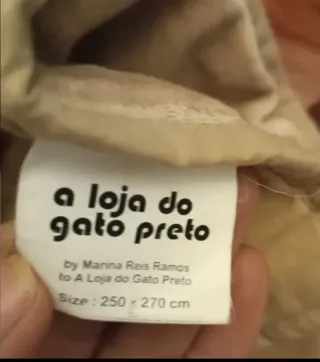 a loja do
gato preto
by Marina Reis Ramos
to A Loja do Gato Preto
Size : 250 x 270 cm